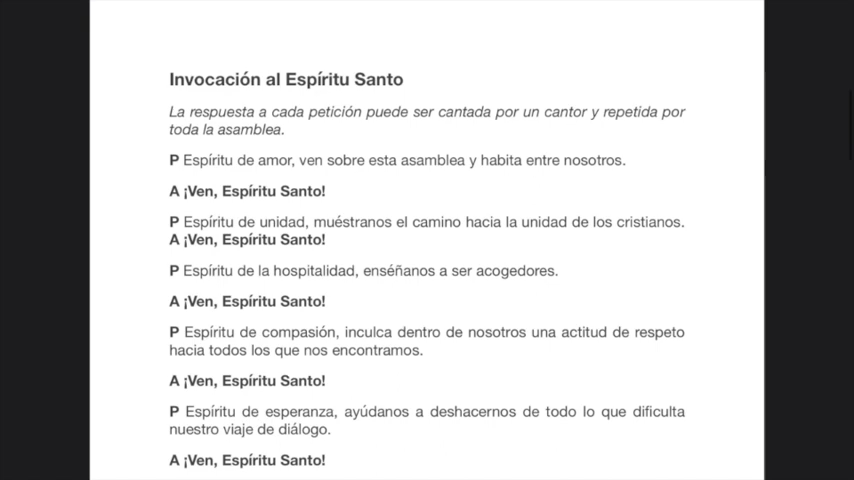 Invocación al Espíritu Santo
La respuesta a cada petición puede ser cantada por un cantor y repetida por
toda la asamblea.
P Espíritu de amor, ven sobre esta asamblea y habita entre nosotros.
A ¡Ven, Espíritu Santo!
P Espíritu de unidad, muéstranos el camino hacia la unidad de los cristianos.
A ¡Ven, Espíritu Santo!
P Espíritu de la hospitalidad, enséñanos a ser acogedores.
A ¡Ven, Espíritu Santo!
P Espíritu de compasión, inculca dentro de nosotros una actitud de respeto
hacia todos los que nos encontramos.
A ¡Ven, Espíritu Santo!
P Espíritu de esperanza, ayúdanos a deshacernos de todo lo que dificulta
nuestro viaje de diálogo.
A ¡Ven, Espíritu Santo!